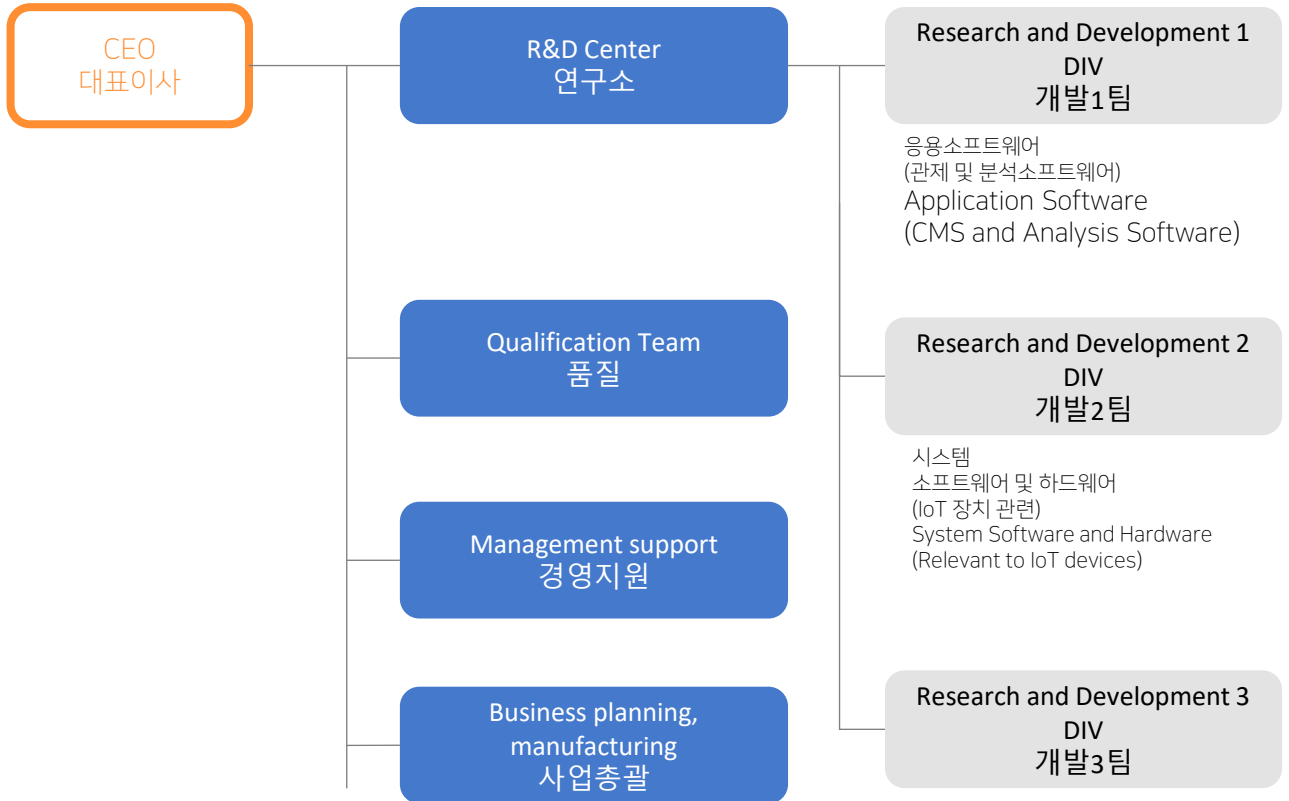 CEO
대표이사
R&D Center
연구소
Research and Development 1
DIV
개발1팀
응용소프트웨어
(관제 및 분석소프트웨어)
Application Software
(CMS and Analysis Software)
Qualification Team
품질
Research and Development 2
DIV
개발2팀
시스템
소프트웨어 및 하드웨어
(IoT 장치 관련)
System Software and Hardware
(Relevant to IoT devices)
Management support
경영지원
Business planning,
manufacturing
사업총괄
Research and Development 3
DIV
개발3팀